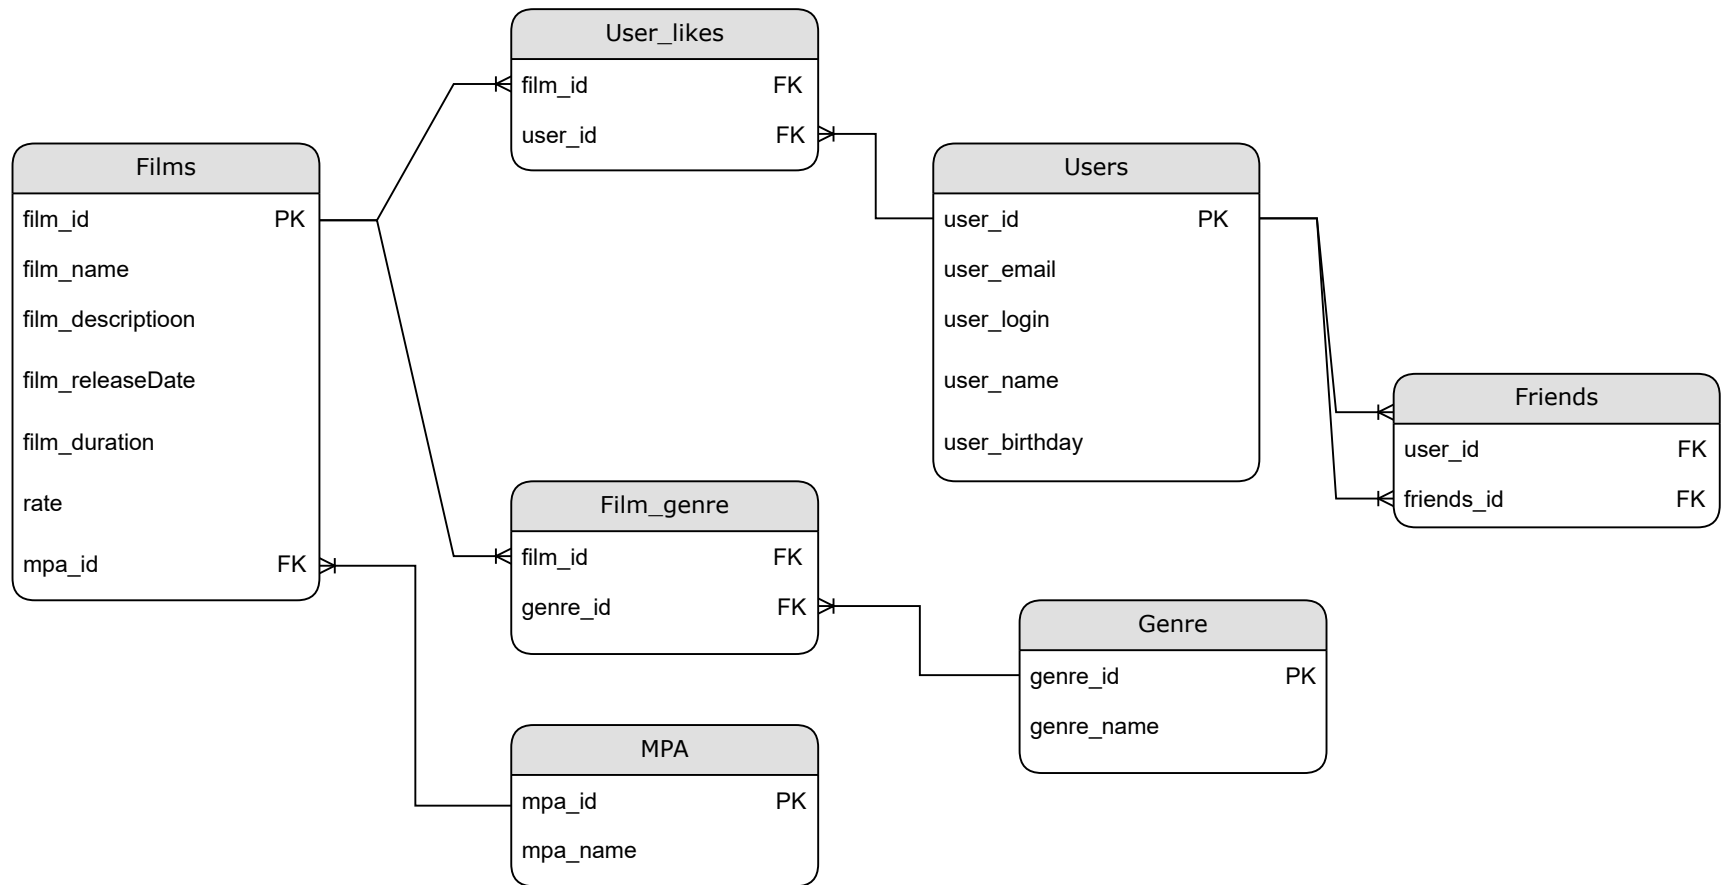 User_likes
film_id FK
user_id FK
Films
film_id PK
film_name
film_descriptioon
film_releaseDate
film_duration
rate
mpa_id FK
Users
user_id PK
user_email
user_login
user_name
user_birthday
Friends
user_id FK
friends_id FK
Film_genre
film_id FK
genre_id FK
Genre
genre_id PK
genre_name
MPA
mpa_id PK
mpa_name